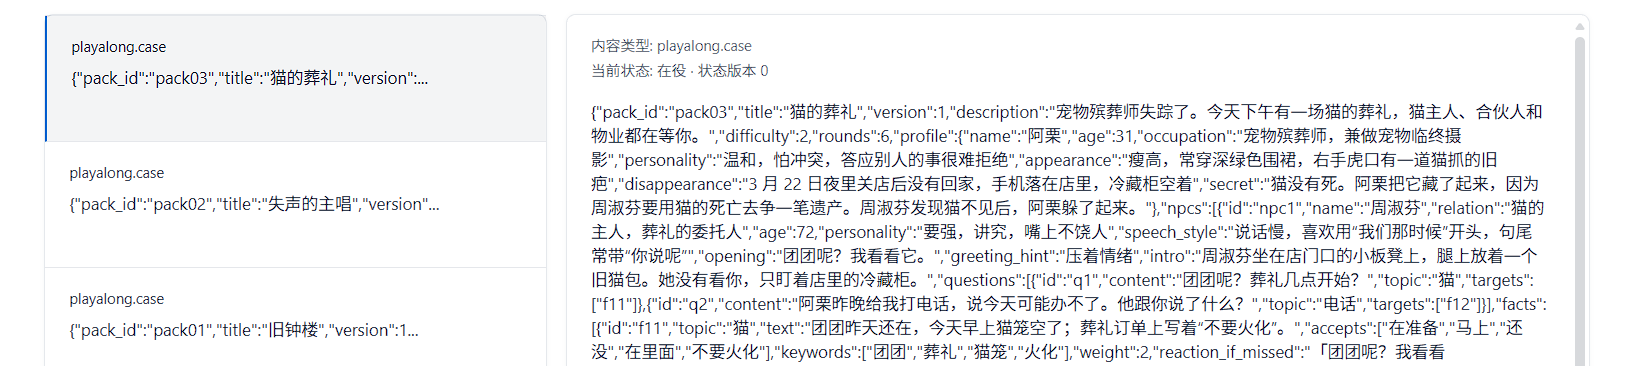 playalong.case
{"pack_id":"pack03","title":"猫的葬礼","version":...
playalong.case
{"pack_id":"pack02","title":"失声的主唱","version"...
playalong.case
{"pack_id":"pack01","title":"旧钟楼","version":1...
内容类型: playalong.case
当前状态: 在役 · 状态版本 0
{"pack_id":"pack03","title":"猫的葬礼","version":1,"description":"宠物殡葬师失踪了。今天下午有一场猫的葬礼，猫主人、合伙人和
物业都在等你。","difficulty":2,"rounds":6,"profile":{"name":"阿栗","age":31,"occupation":"宠物殡葬师，兼做宠物临终摄
影","personality":"温和，怕冲突，答应别人的事很难拒绝","appearance":"瘦高，常穿深绿色围裙，右手虎口有一道猫抓的旧
疤","disappearance":"3 月 22 日夜里关店后没有回家，手机落在店里，冷藏柜空着","secret":"猫没有死。阿栗把它藏了起来，因为
周淑芬要用猫的死亡去争一笔遗产。周淑芬发现猫不见后，阿栗躲了起来。"},"npcs":[{"id":"npc1","name":"周淑芬","relation":"猫的
主人，葬礼的委托人","age":72,"personality":"要强，讲究，嘴上不饶人","speech_style":"说话慢，喜欢用“我们那时候”开头，句尾
常带“你说呢”","opening":"团团呢？我看看它。","greeting_hint":"压着情绪","intro":"周淑芬坐在店门口的小板凳上，腿上放着一个
旧猫包。她没有看你，只盯着店里的冷藏柜。","questions":[{"id":"q1","content":"团团呢？葬礼几点开始？","topic":"猫","targets":
["f11"]},{"id":"q2","content":"阿栗昨晚给我打电话，说今天可能办不了。他跟你说了什么？","topic":"电话","targets":["f12"]}],"facts":
[{"id":"f11","topic":"猫","text":"团团昨天还在，今天早上猫笼空了；葬礼订单上写着“不要火化”。","accepts":["在准备","马上","还
没","在里面","不要火化"],"keywords":["团团","葬礼","猫笼","火化"],"weight":2,"reaction_if_missed":"「团团呢？我看看